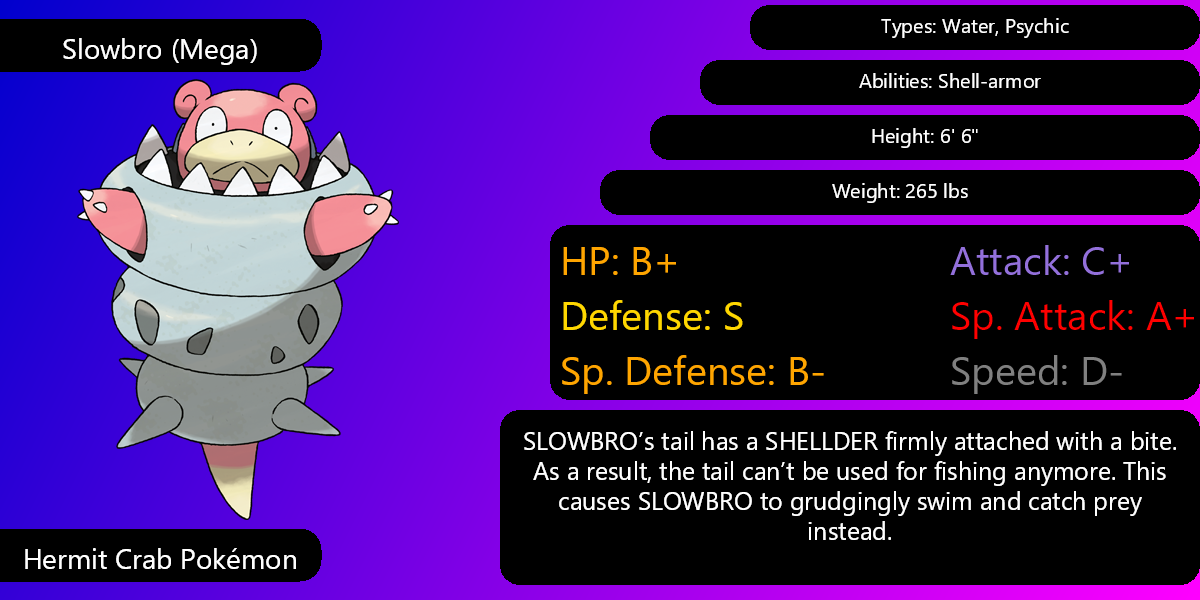 Slowbro (Mega)
Hermit Crab Pokémon
Types: Water, Psychic
Abilities: Shell-armor
Height: 6' 6"
Weight: 265 lbs
HP: B+
Attack: C+
Defense: S
Sp. Attack: A+
Sp. Defense: B-
Speed: D-
SLOWBRO’s tail has a SHELLDER firmly attached with a bite.
As a result, the tail can’t be used for fishing anymore. This
causes SLOWBRO to grudgingly swim and catch prey
instead.